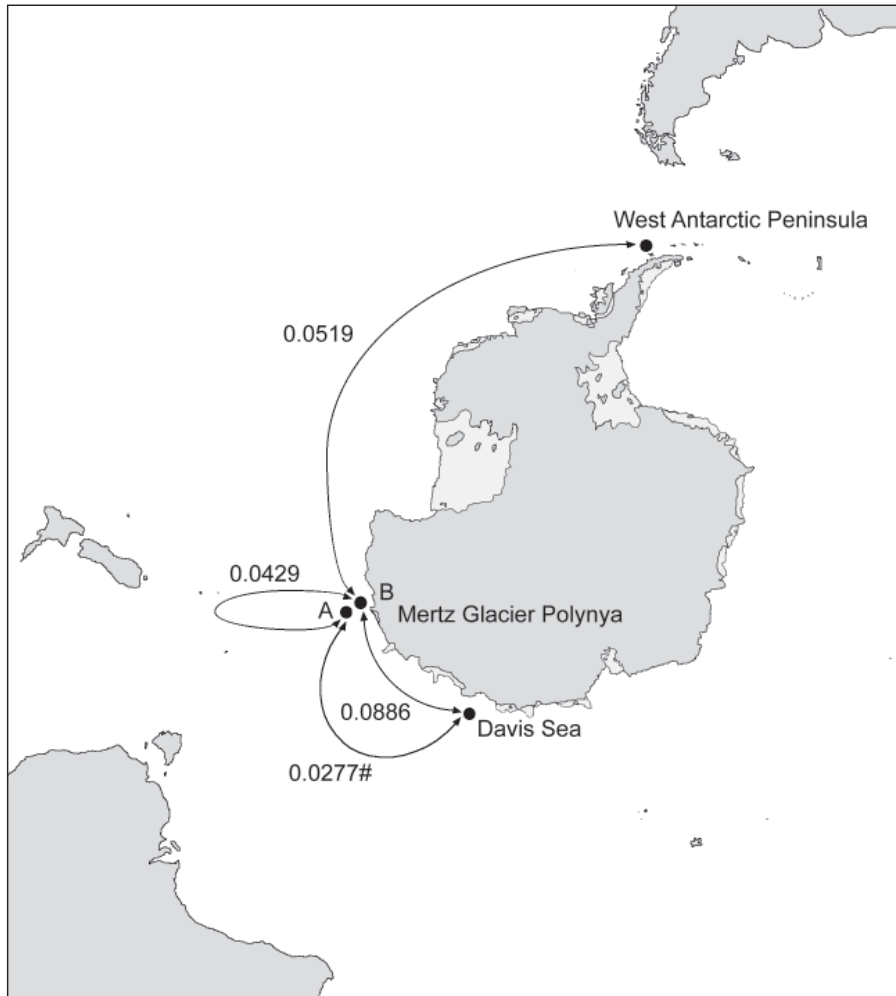 West Antarctic Peninsula
0.0519
0.0429
B
A
Mertz Glacier Polynya
0.0886
Davis Sea
0.0277#